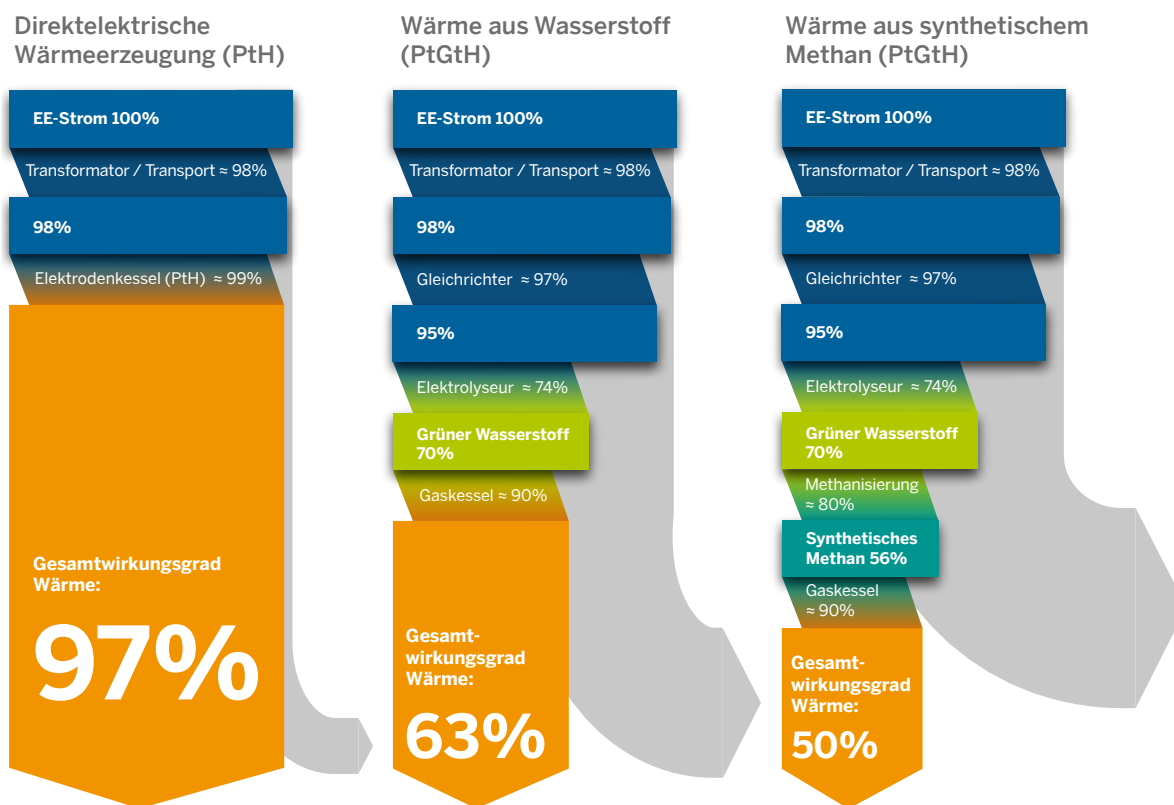 Direktelektrische
Wärmeerzeugung (PtH)
EE-Strom 100%
Transformator / Transport ≈ 98%
98%
Elektrodenkessel (PtH) ≈ 99%
Gesamtwirkungsgrad
Wärme:
97%
Wärme aus Wasserstoff
(PtGtH)
EE-Strom 100%
Transformator / Transport ≈ 98%
98%
Gleichrichter ≈ 97%
95%
Elektrolyseur ≈ 74%
Grüner Wasserstoff
70%
Gaskessel ≈ 90%
Gesamt-
wirkungsgrad
Wärme:
63%
Wärme aus synthetischem
Methan (PtGtH)
EE-Strom 100%
Transformator / Transport ≈ 98%
98%
Gleichrichter ≈ 97%
95%
Elektrolyseur ≈ 74%
Grüner Wasserstoff
70%
Methanisierung
≈ 80%
Synthetisches
Methan 56%
Gaskessel
≈ 90%
Gesamt-
wirkungsgrad
Wärme:
50%